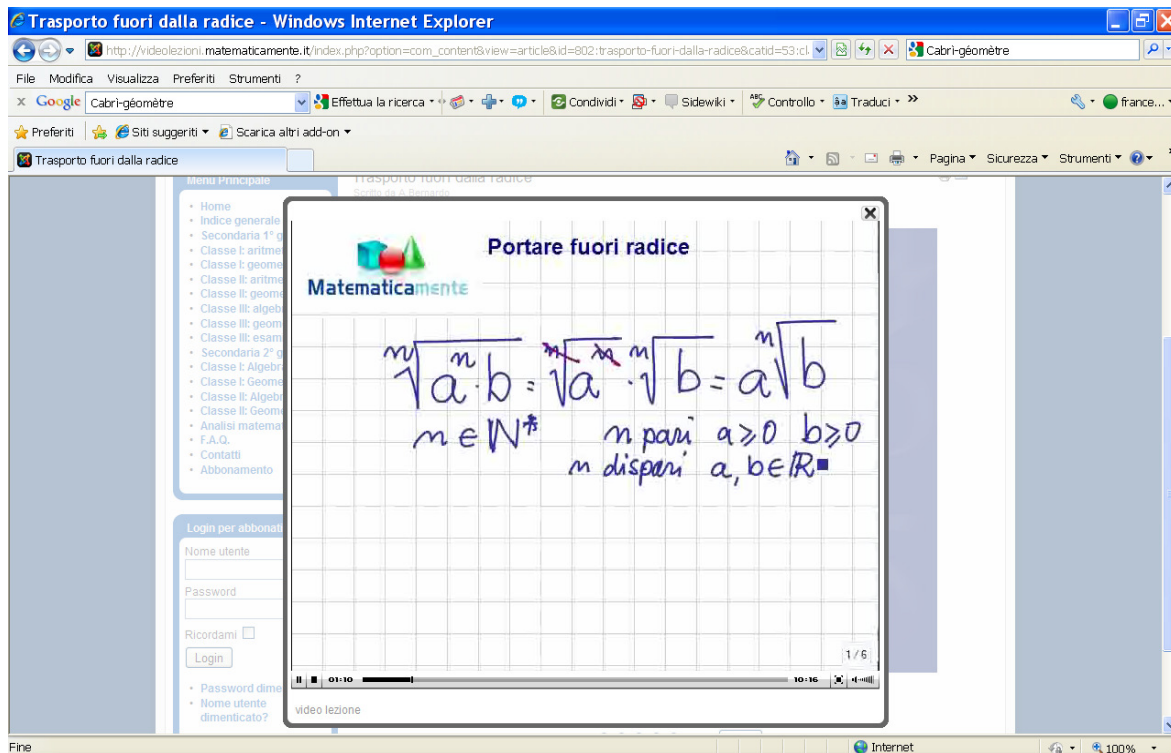 Trasporto fuori dalla radice - Windows Internet Explorer
http://videolezioni.matematicamente.it/index.php?option=com_content&view=article&id=802:trasporto-fuori-dalla-radice&catid=53:cl
Cabrì-géomètre
File Modifica Visualizza Preferiti Strumenti ?
x Google Cabrì-géomètre Effettua la ricerca Condividi Sidewiki ABC Controllo aä Traduci » france...
Preferiti Siti suggeriti Scarica altri add-on
Trasporto fuori dalla radice
Pagina Sicurezza Strumenti
Menu Principale
Trasporto fuori dalla radice
Scritto da A.Bernardo
Home
Indice generale
Secondaria 1° g
Classe I: aritme
Classe I: geome
Classe II: aritme
Classe II: geome
Classe III: algeb
Classe III: geom
Classe III: esam
Secondaria 2° g
Classe I: Algebr
Classe I: Geome
Classe II: Algebr
Classe II: Geom
Analisi matema
F.A.Q.
Contatti
Abbonamento
Login per abbonati
Nome utente
Password
Ricordami
Login
Password dime
Nome utente
dimenticato?
Portare fuori radice
Matematicamente
ⁿ√(aⁿ·b) = ⁿ√aⁿ · ⁿ√b = a ⁿ√b
n ∈ ℕ* n pari a ⩾ 0 b ⩾ 0
n dispari a, b ∈ ℝ
1 / 6
01:10 10:16
video lezione
Fine Internet 100%